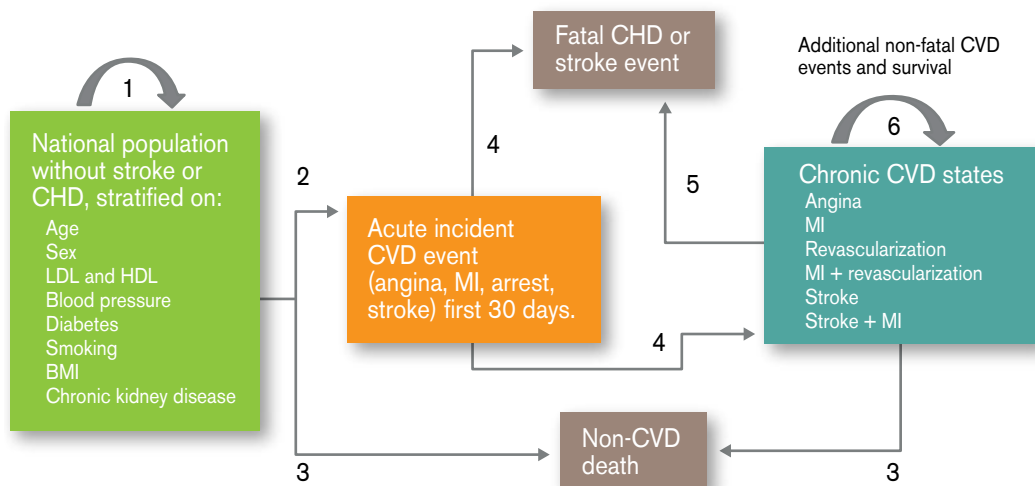 1
National population
without stroke or
CHD, stratified on:
Age
Sex
LDL and HDL
Blood pressure
Diabetes
Smoking
BMI
Chronic kidney disease
2
3
Acute incident
CVD event
(angina, MI, arrest,
stroke) first 30 days.
4
4
Fatal CHD or
stroke event
5
Additional non-fatal CVD
events and survival
6
Chronic CVD states
Angina
MI
Revascularization
MI + revascularization
Stroke
Stroke + MI
3
Non-CVD
death